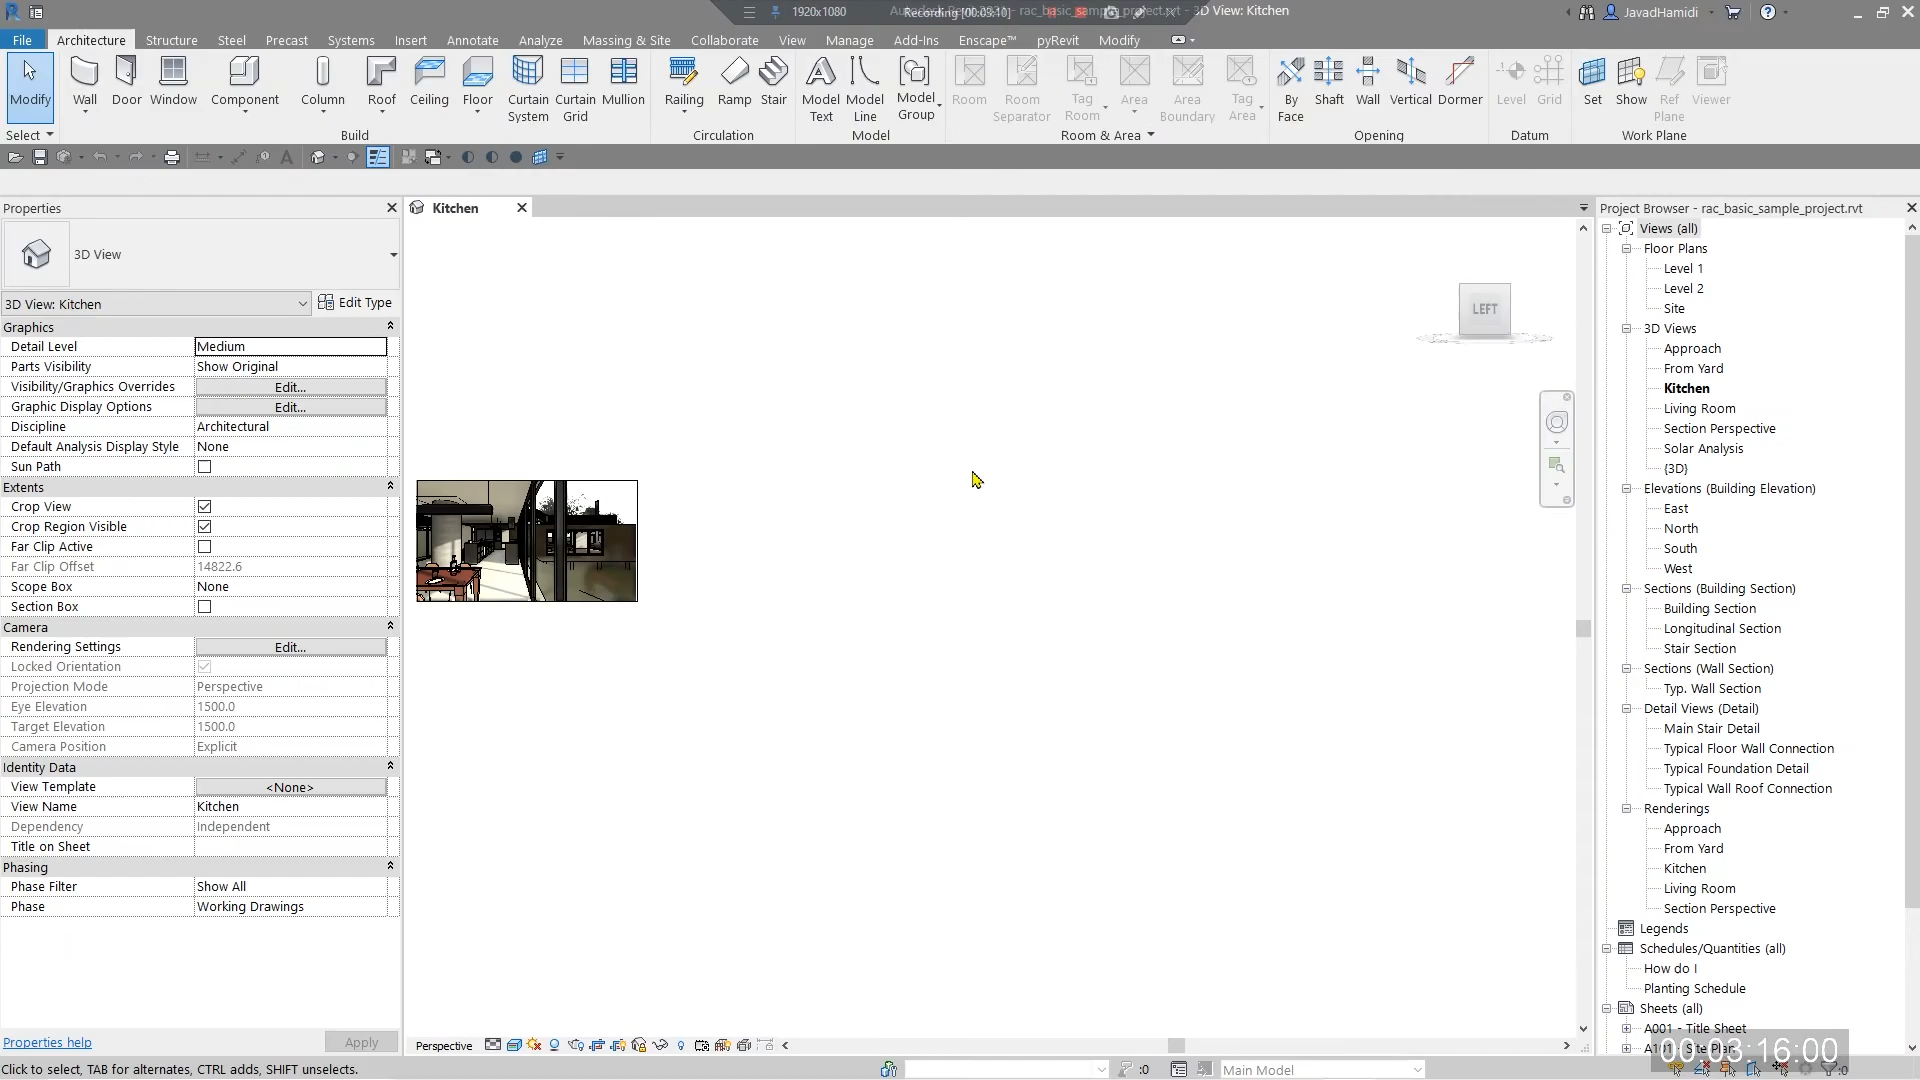 1920x1080
Recording [00:03:10]
rac_basic_sample_project.rvt - 3D View: Kitchen
JavadHamidi
File Architecture Structure Steel Precast Systems Insert Annotate Analyze Massing & Site Collaborate View Manage Add-Ins Enscape™ pyRevit Modify
Modify Wall Door Window Component Column Roof Ceiling Floor Curtain System Curtain Grid Mullion Railing Ramp Stair Model Text Model Line Model Group Room Room Separator Tag Room Area Area Boundary Tag Area By Face Shaft Wall Vertical Dormer Level Grid Set Show Ref Plane Viewer
Select Build Circulation Model Room & Area Opening Datum Work Plane
Properties
3D View
3D View: Kitchen Edit Type
Graphics
Detail Level Medium
Parts Visibility Show Original
Visibility/Graphics Overrides Edit...
Graphic Display Options Edit...
Discipline Architectural
Default Analysis Display Style None
Sun Path
Extents
Crop View
Crop Region Visible
Far Clip Active
Far Clip Offset 14822.6
Scope Box None
Section Box
Camera
Rendering Settings Edit...
Locked Orientation
Projection Mode Perspective
Eye Elevation 1500.0
Target Elevation 1500.0
Camera Position Explicit
Identity Data
View Template <None>
View Name Kitchen
Dependency Independent
Title on Sheet
Phasing
Phase Filter Show All
Phase Working Drawings
Properties help Apply
Kitchen
LEFT
Perspective
Project Browser - rac_basic_sample_project.rvt
Views (all)
Floor Plans
Level 1
Level 2
Site
3D Views
Approach
From Yard
Kitchen
Living Room
Section Perspective
Solar Analysis
{3D}
Elevations (Building Elevation)
East
North
South
West
Sections (Building Section)
Building Section
Longitudinal Section
Stair Section
Sections (Wall Section)
Typ. Wall Section
Detail Views (Detail)
Main Stair Detail
Typical Floor Wall Connection
Typical Foundation Detail
Typical Wall Roof Connection
Renderings
Approach
From Yard
Kitchen
Living Room
Section Perspective
Legends
Schedules/Quantities (all)
How do I
Planting Schedule
Sheets (all)
A001 - Title Sheet
A101 - Site Plan
00:03:16:00
Click to select, TAB for alternates, CTRL adds, SHIFT unselects.
:0
Main Model
:0